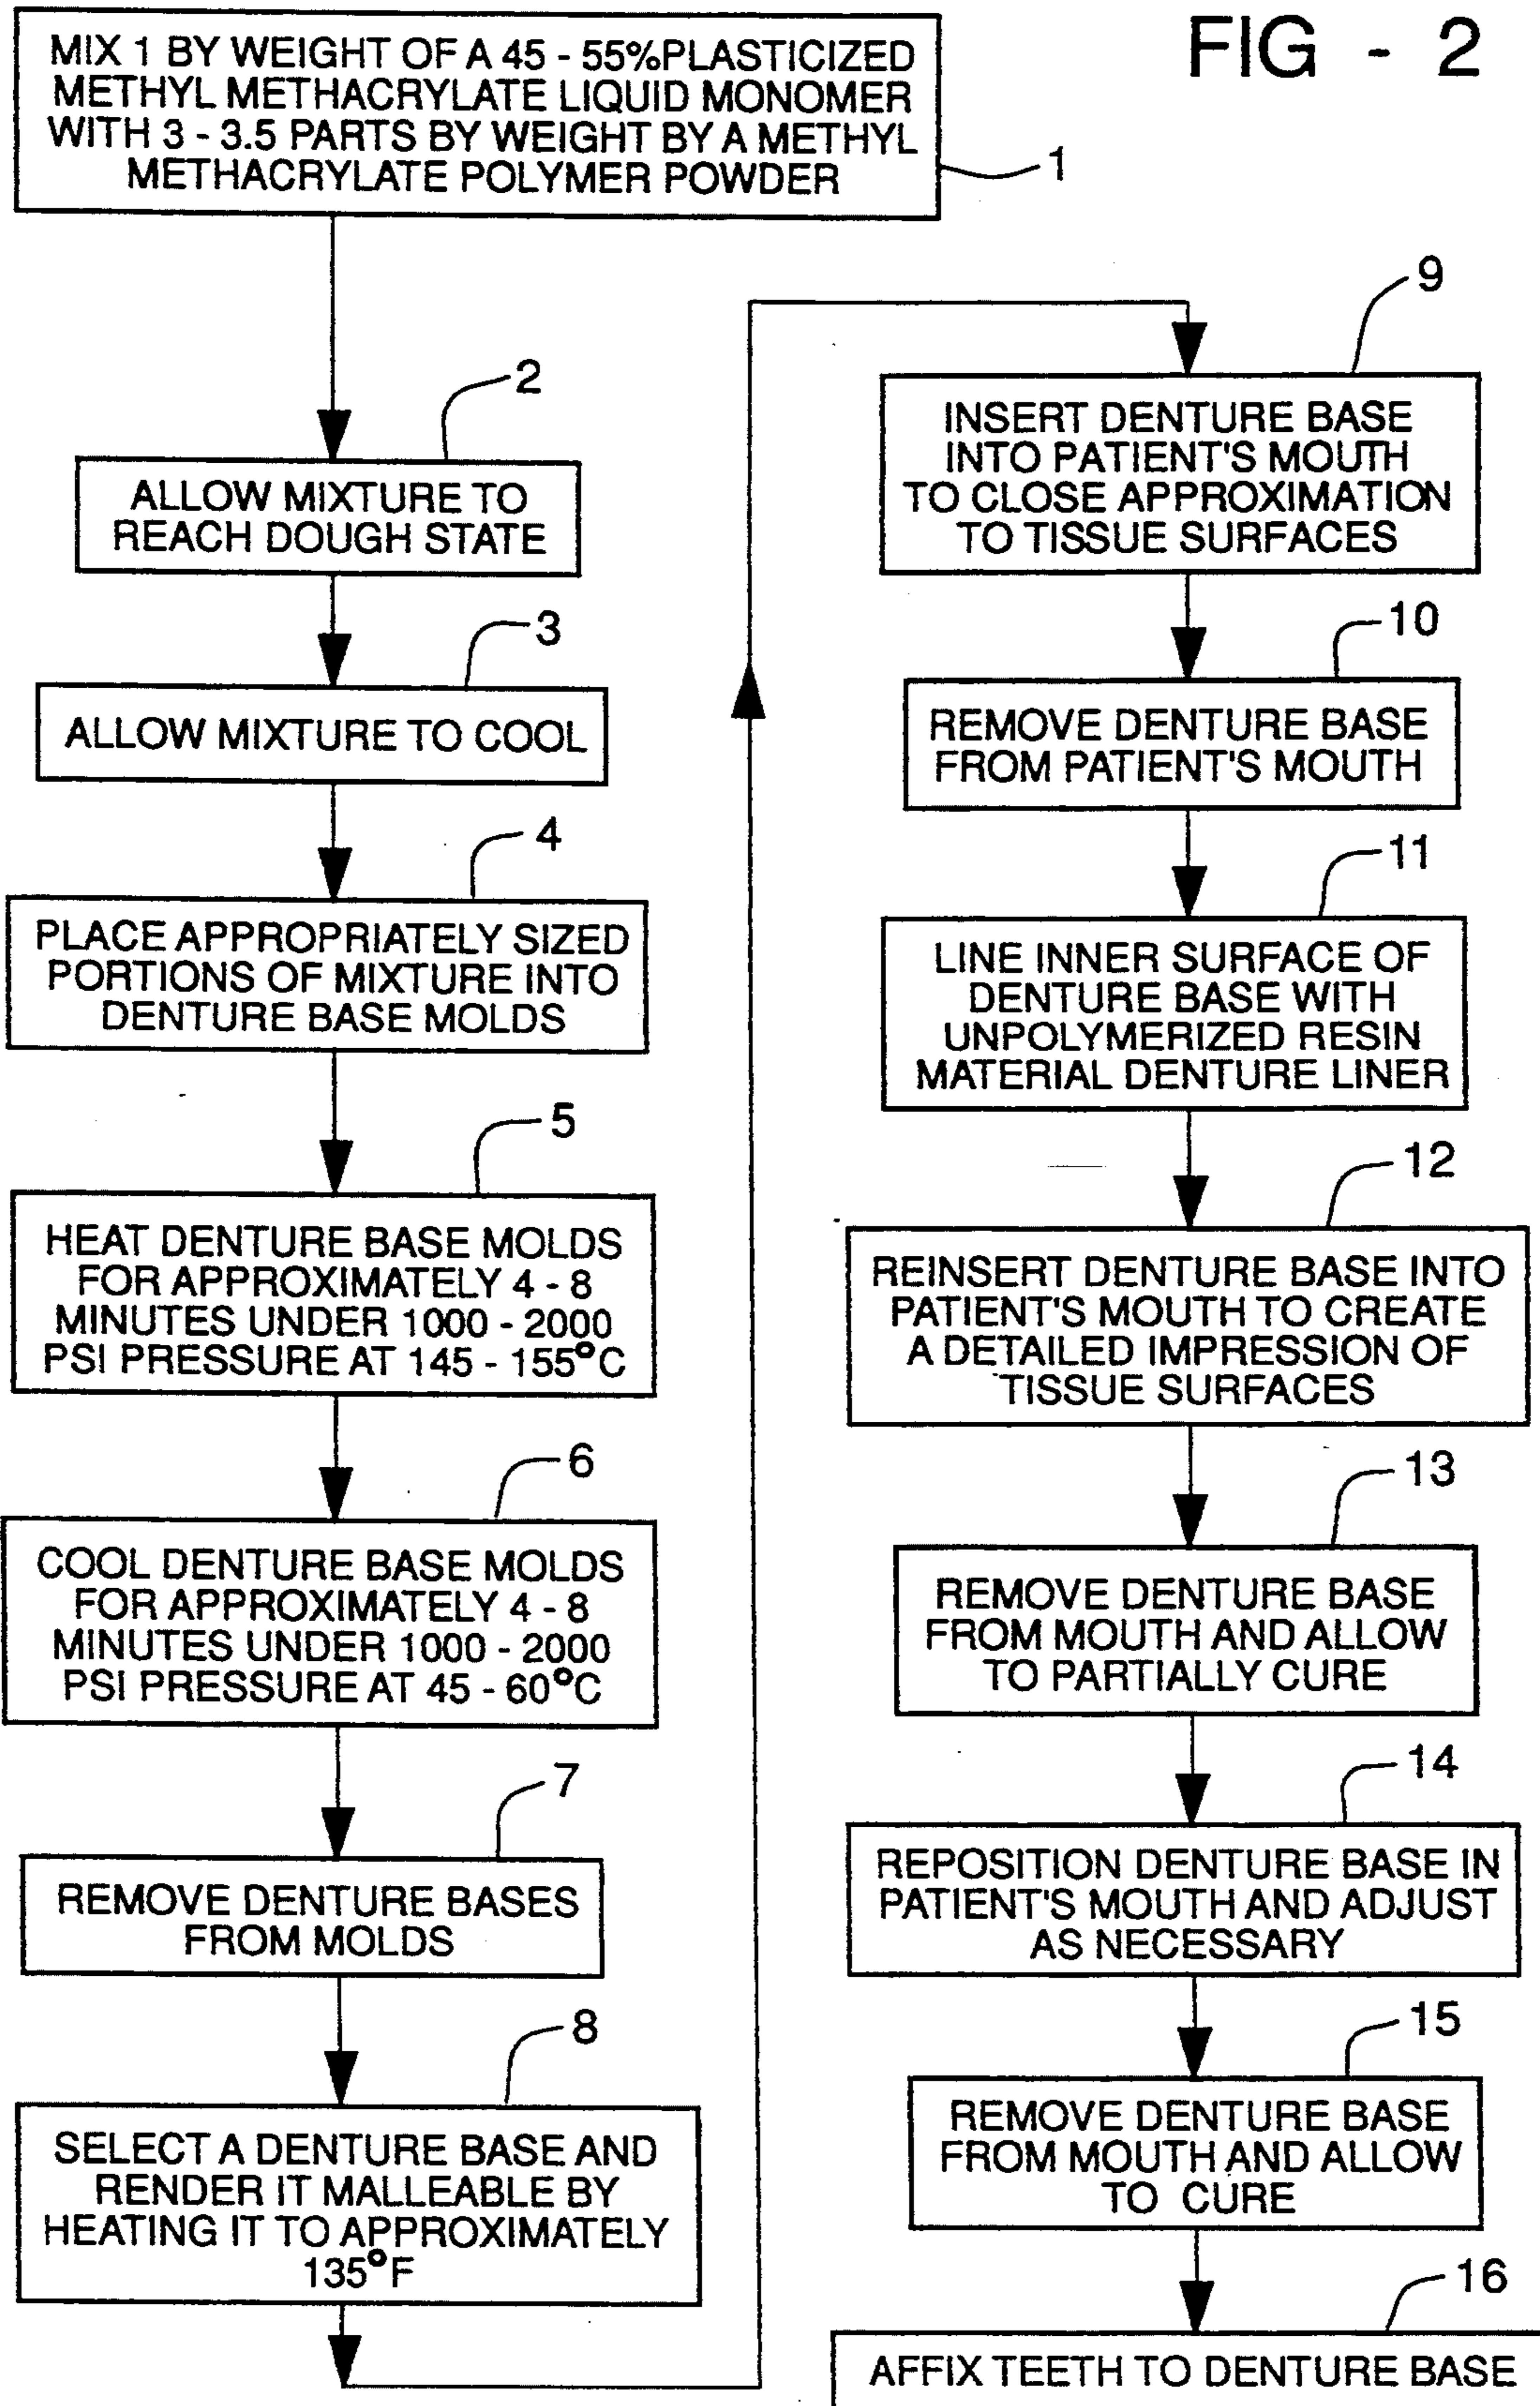 FIG - 2
MIX 1 BY WEIGHT OF A 45 - 55%PLASTICIZED
METHYL METHACRYLATE LIQUID MONOMER
WITH 3 - 3.5 PARTS BY WEIGHT BY A METHYL
METHACRYLATE POLYMER POWDER
1
2
ALLOW MIXTURE TO
REACH DOUGH STATE
3
ALLOW MIXTURE TO COOL
4
PLACE APPROPRIATELY SIZED
PORTIONS OF MIXTURE INTO
DENTURE BASE MOLDS
5
HEAT DENTURE BASE MOLDS
FOR APPROXIMATELY 4 - 8
MINUTES UNDER 1000 - 2000
PSI PRESSURE AT 145 - 155°C
6
COOL DENTURE BASE MOLDS
FOR APPROXIMATELY 4 - 8
MINUTES UNDER 1000 - 2000
PSI PRESSURE AT 45 - 60°C
7
REMOVE DENTURE BASES
FROM MOLDS
8
SELECT A DENTURE BASE AND
RENDER IT MALLEABLE BY
HEATING IT TO APPROXIMATELY
135°F
9
INSERT DENTURE BASE
INTO PATIENT'S MOUTH
TO CLOSE APPROXIMATION
TO TISSUE SURFACES
10
REMOVE DENTURE BASE
FROM PATIENT'S MOUTH
11
LINE INNER SURFACE OF
DENTURE BASE WITH
UNPOLYMERIZED RESIN
MATERIAL DENTURE LINER
12
REINSERT DENTURE BASE INTO
PATIENT'S MOUTH TO CREATE
A DETAILED IMPRESSION OF
TISSUE SURFACES
13
REMOVE DENTURE BASE
FROM MOUTH AND ALLOW
TO PARTIALLY CURE
14
REPOSITION DENTURE BASE IN
PATIENT'S MOUTH AND ADJUST
AS NECESSARY
15
REMOVE DENTURE BASE
FROM MOUTH AND ALLOW
TO CURE
16
AFFIX TEETH TO DENTURE BASE